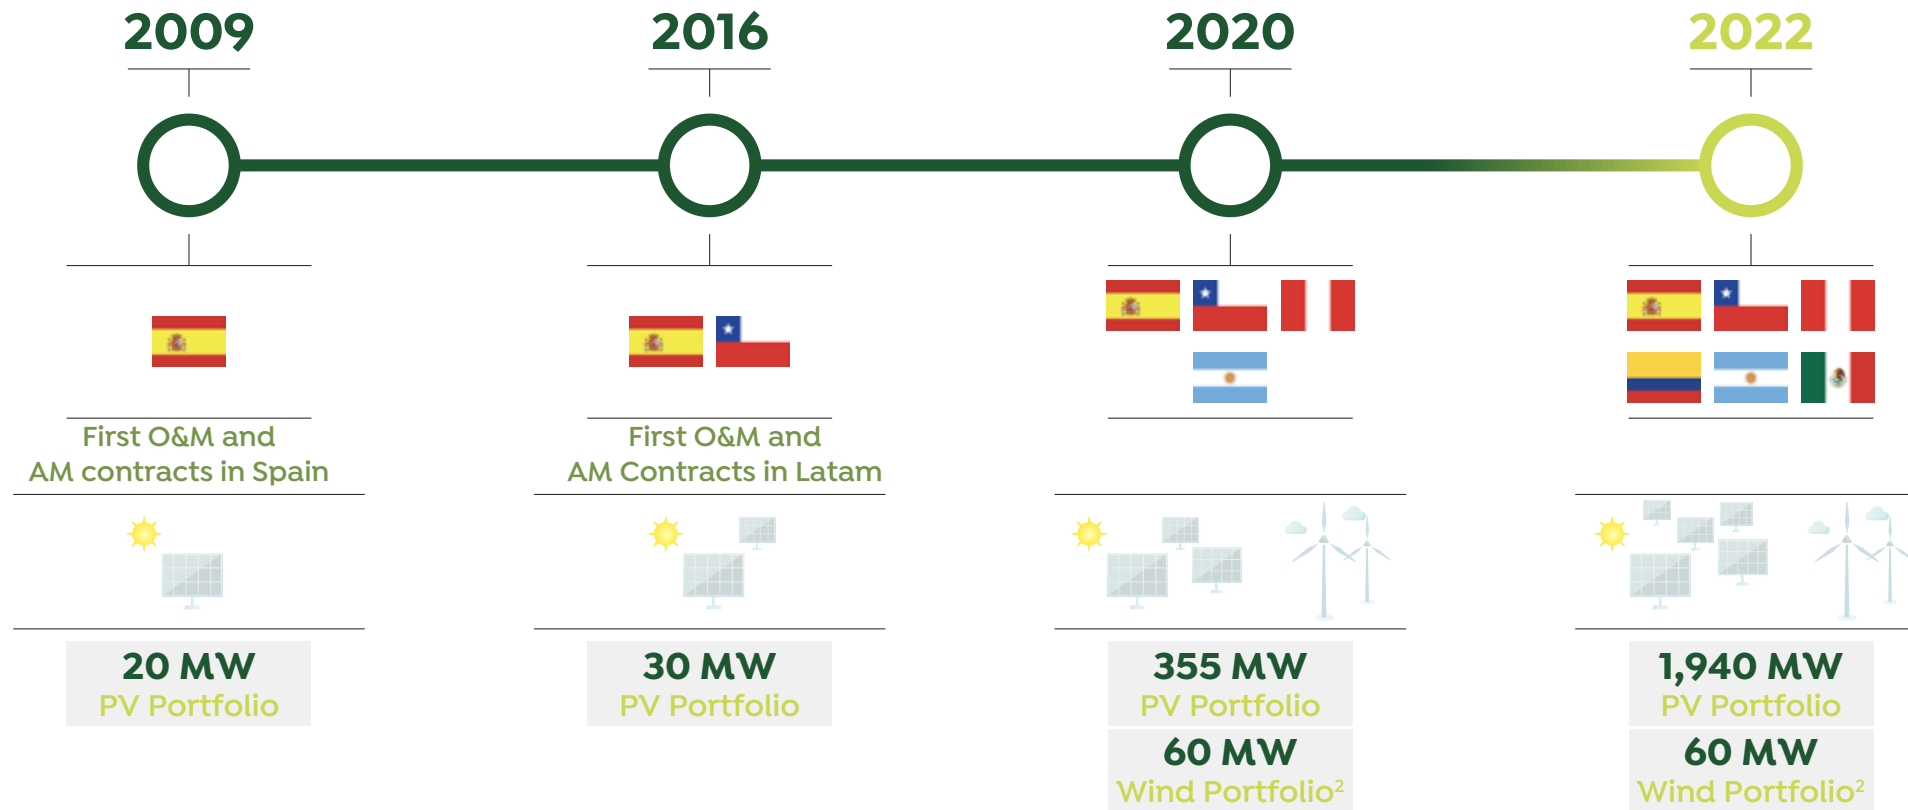 2009
2016
2020
2022
First O&M and
AM contracts in Spain
First O&M and
AM Contracts in Latam
20 MW
PV Portfolio
30 MW
PV Portfolio
355 MW
PV Portfolio
60 MW
Wind Portfolio²
1,940 MW
PV Portfolio
60 MW
Wind Portfolio²